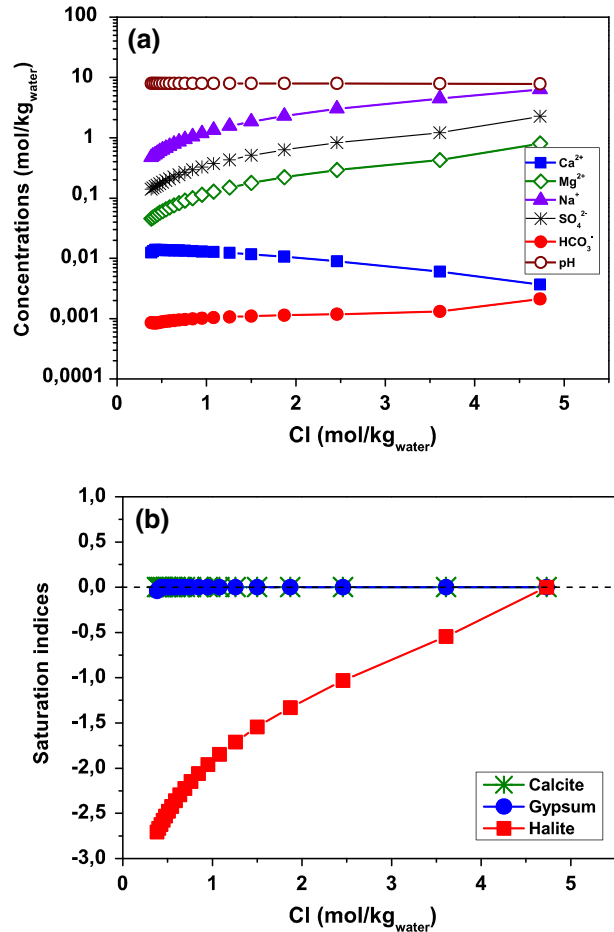 (a)
Concentrations (mol/kg_water)
100
10
1
0,1
0,01
0,001
0,0001
Ca²⁺
Mg²⁺
Na⁺
SO₄²⁻
HCO₃⁻
pH
0 1 2 3 4 5
Cl (mol/kg_water)
(b)
Saturation indices
1,0
0,5
0,0
-0,5
-1,0
-1,5
-2,0
-2,5
-3,0
Calcite
Gypsum
Halite
0 1 2 3 4 5
Cl (mol/kg_water)